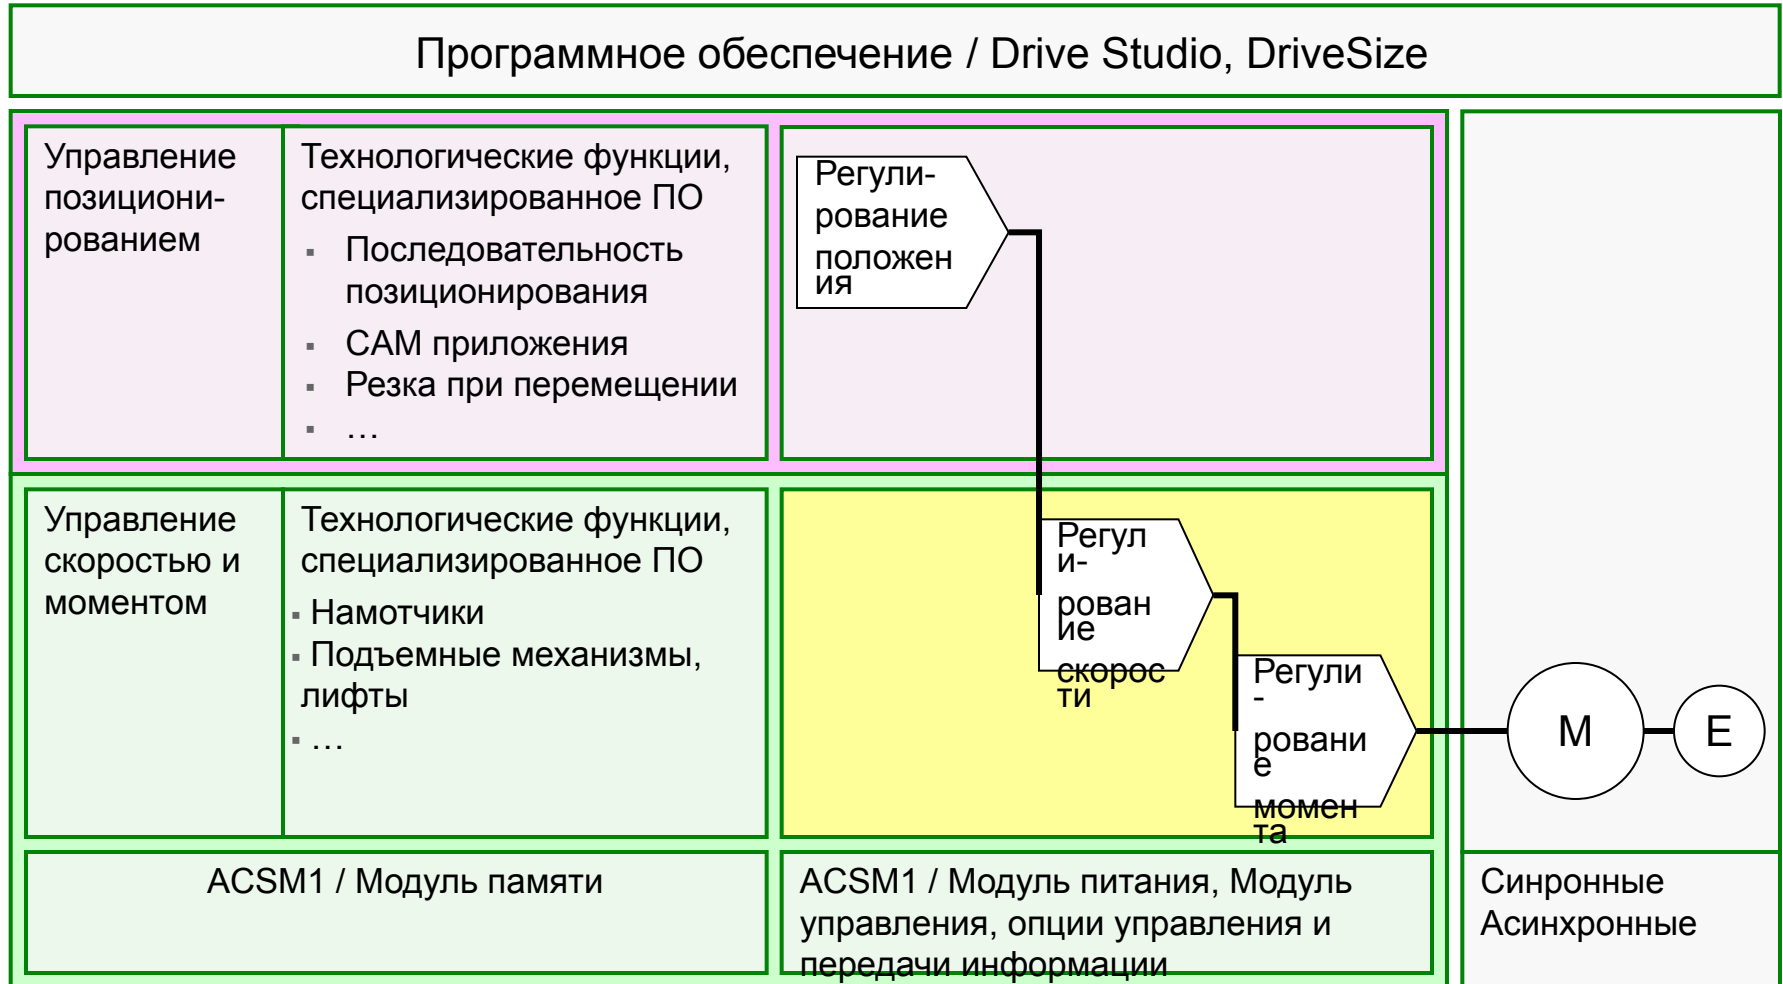 Программное обеспечение / Drive Studio, DriveSize
Управление
позициони-
рованием
Технологические функции,
специализированное ПО
▪ Последовательность
позиционирования
▪ CAM приложения
▪ Резка при перемещении
▪ …
Регули-
рование
положен
ия
Управление
скоростью и
моментом
Технологические функции,
специализированное ПО
▪ Намотчики
▪ Подъемные механизмы,
лифты
▪ …
Регул
и-
рован
ие
скорос
ти
Регули
-
ровани
е
момен
та
M
E
ACSM1 / Модуль памяти
ACSM1 / Модуль питания, Модуль
управления, опции управления и
передачи информации
Синронные
Асинхронные